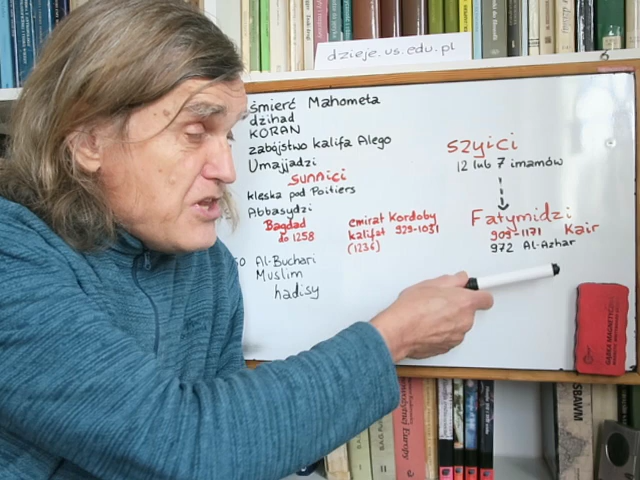 dzieje.us.edu.pl
śmierć Mahometa
dżihad
KORAN
zabójstwo kalifa Alego
Umajjadzi
sunnici
klęska pod Poitiers
Abbasydzi
Bagdad
do 1258
emirat Kordoby
kalifat 929-1031
(1236)
Al-Buchari
Muslim
hadisy
szyici
12 lub 7 imamów
Fatymidzi
909-1171 Kair
972 Al-Azhar
GĄBKA MAGNETYCZNA